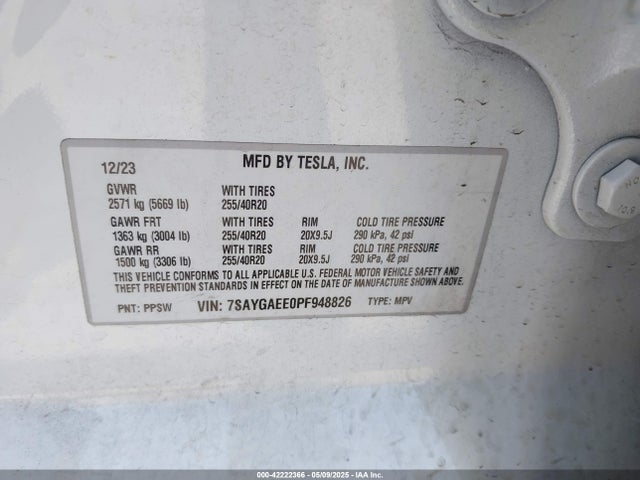 MFD BY TESLA, INC.
12/23
GVWR WITH TIRES
2571 kg (5669 lb) 255/40R20
GAWR FRT WITH TIRES RIM COLD TIRE PRESSURE
1363 kg (3004 lb) 255/40R20 20X9.5J 290 kPa, 42 psi
GAWR RR WITH TIRES RIM COLD TIRE PRESSURE
1500 kg (3306 lb) 255/40R20 20X9.5J 290 kPa, 42 psi
THIS VEHICLE CONFORMS TO ALL APPLICABLE U.S. FEDERAL MOTOR VEHICLE SAFETY AND
THEFT PREVENTION STANDARDS IN EFFECT ON THE DATE OF MANUFACTURE SHOWN ABOVE.
PNT: PPSW VIN: 7SAYGAEE0PF948826 TYPE: MPV
10.9
000-42222366 - 05/09/2025 - IAA Inc.